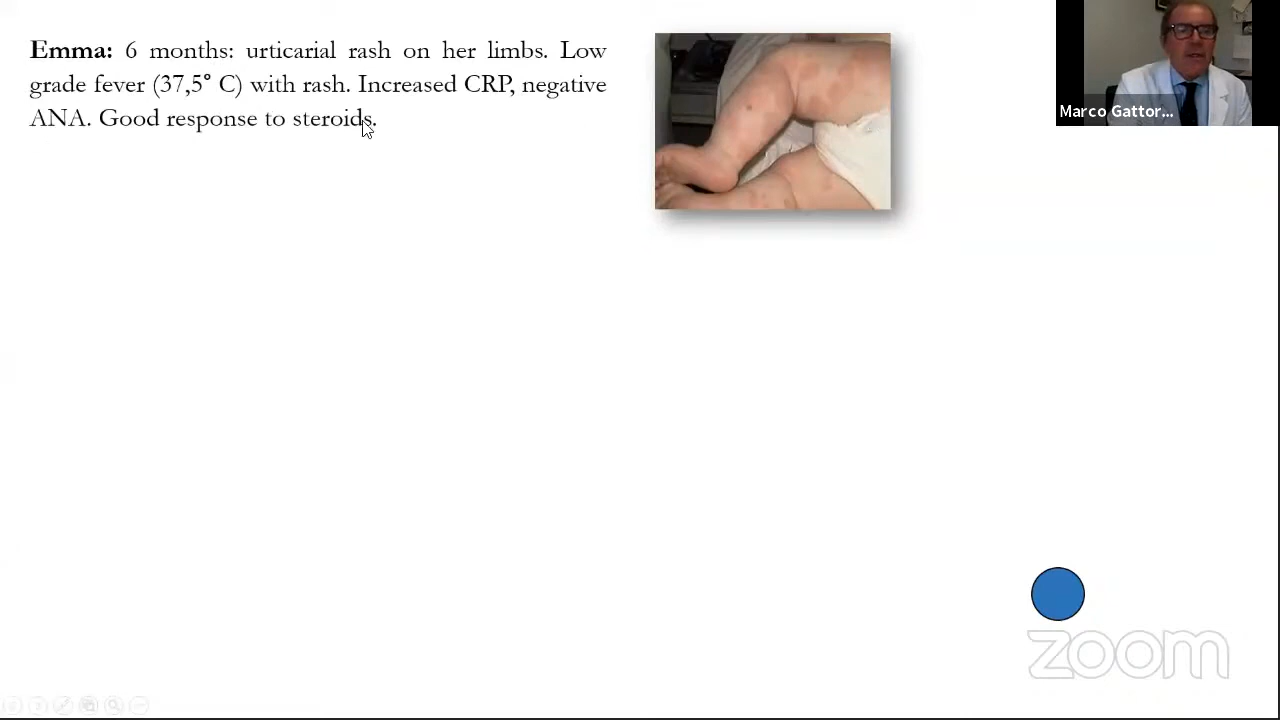 Emma: 6 months: urticarial rash on her limbs. Low
grade fever (37,5° C) with rash. Increased CRP, negative
ANA. Good response to steroids.
Marco Gattor...
zoom